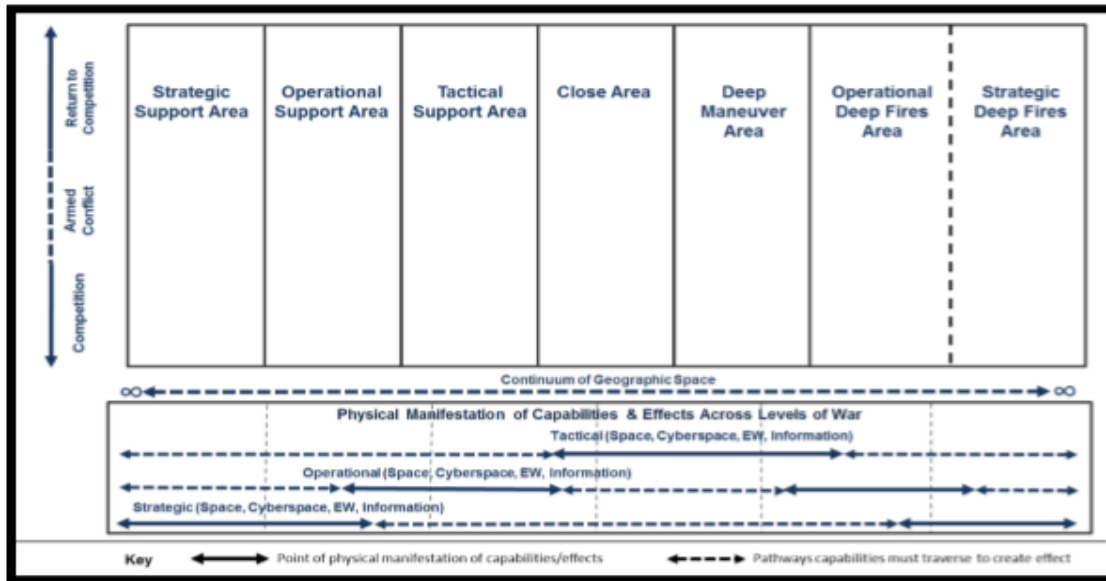 Return to
Competition
Armed
Conflict
Competition
Strategic
Support Area
Operational
Support Area
Tactical
Support Area
Close Area
Deep
Maneuver
Area
Operational
Deep Fires
Area
Strategic
Deep Fires
Area
Continuum of Geographic Space
∞ ∞
Physical Manifestation of Capabilities & Effects Across Levels of War
Tactical (Space, Cyberspace, EW, Information)
Operational (Space, Cyberspace, EW, Information)
Strategic (Space, Cyberspace, EW, Information)
Key Point of physical manifestation of capabilities/effects Pathways capabilities must traverse to create effect